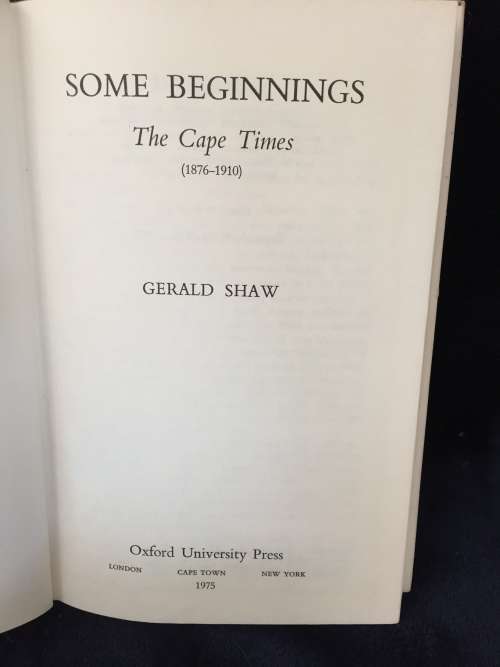 SOME BEGINNINGS
The Cape Times
(1876–1910)
GERALD SHAW
Oxford University Press
LONDON CAPE TOWN NEW YORK
1975